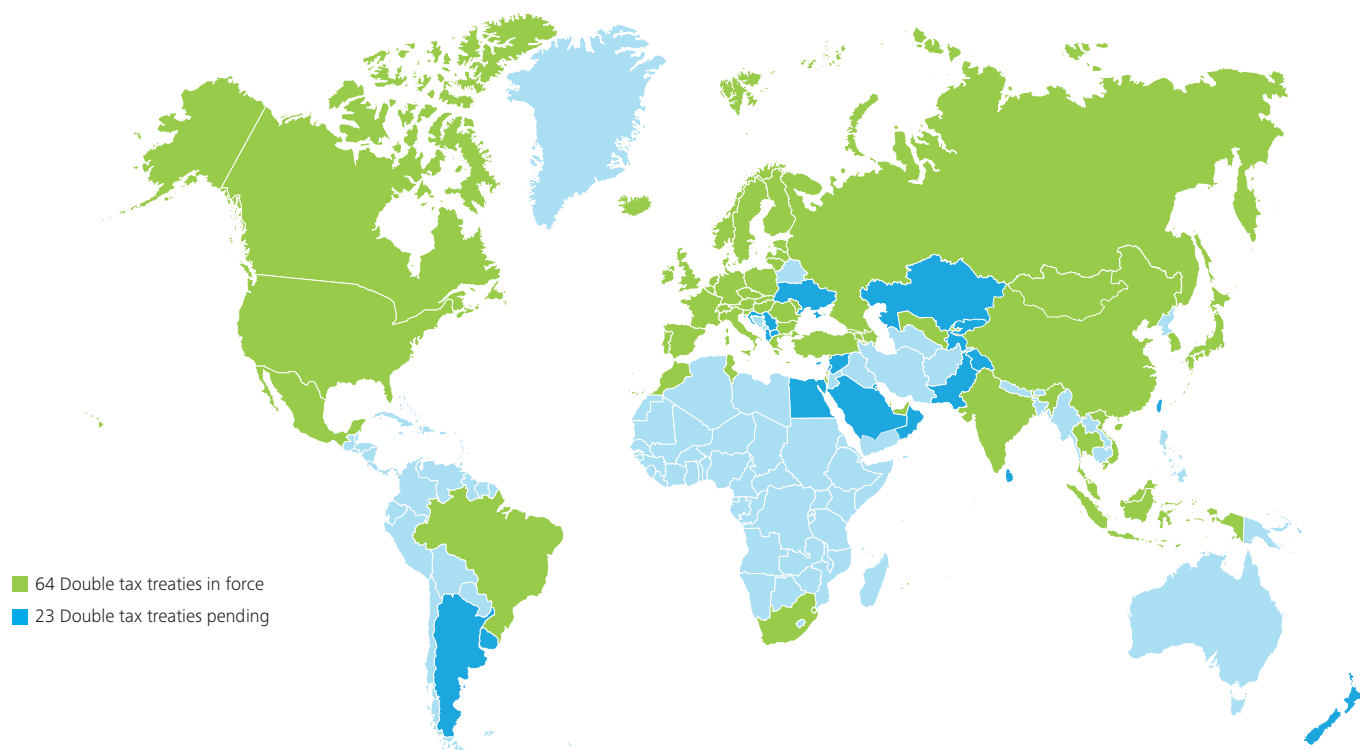 64 Double tax treaties in force
23 Double tax treaties pending